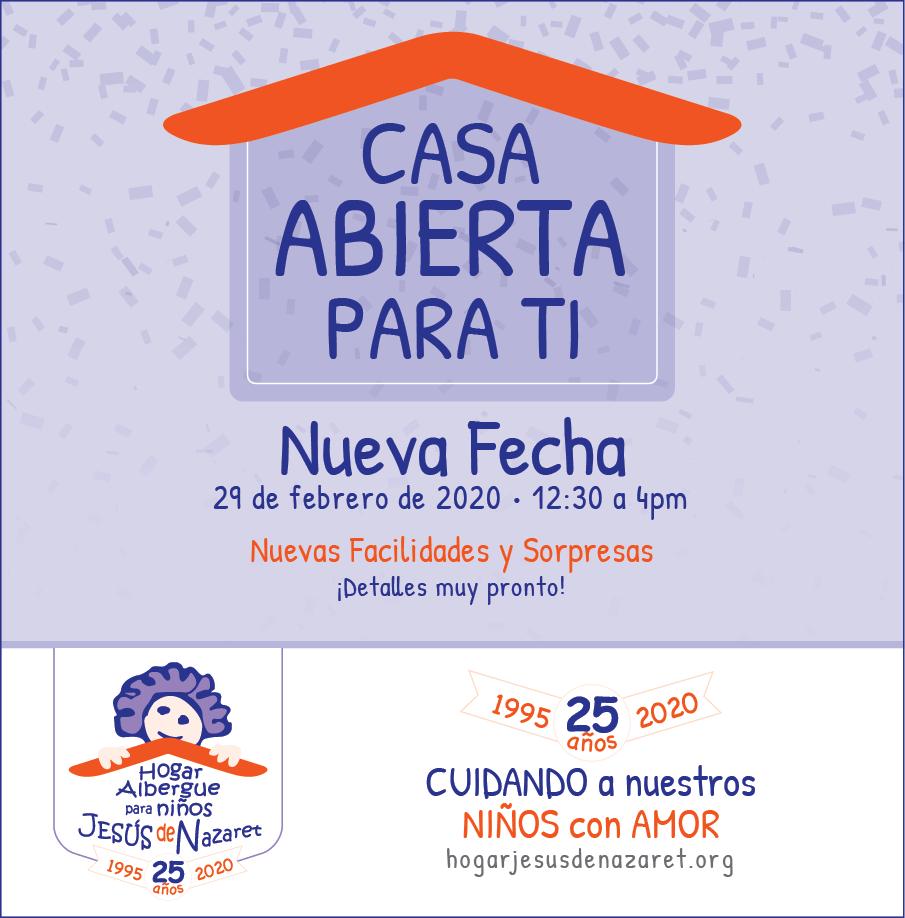 CASA
ABIERTA
PARA TI
Nueva Fecha
29 de febrero de 2020 • 12:30 a 4pm
Nuevas Facilidades y Sorpresas
¡Detalles muy pronto!
Hogar
Albergue
para niños
JESÚS de Nazaret
1995 25 años 2020
1995 25 años 2020
CUIDANDO a nuestros
NIÑOS con AMOR
hogarjesusdenazaret.org